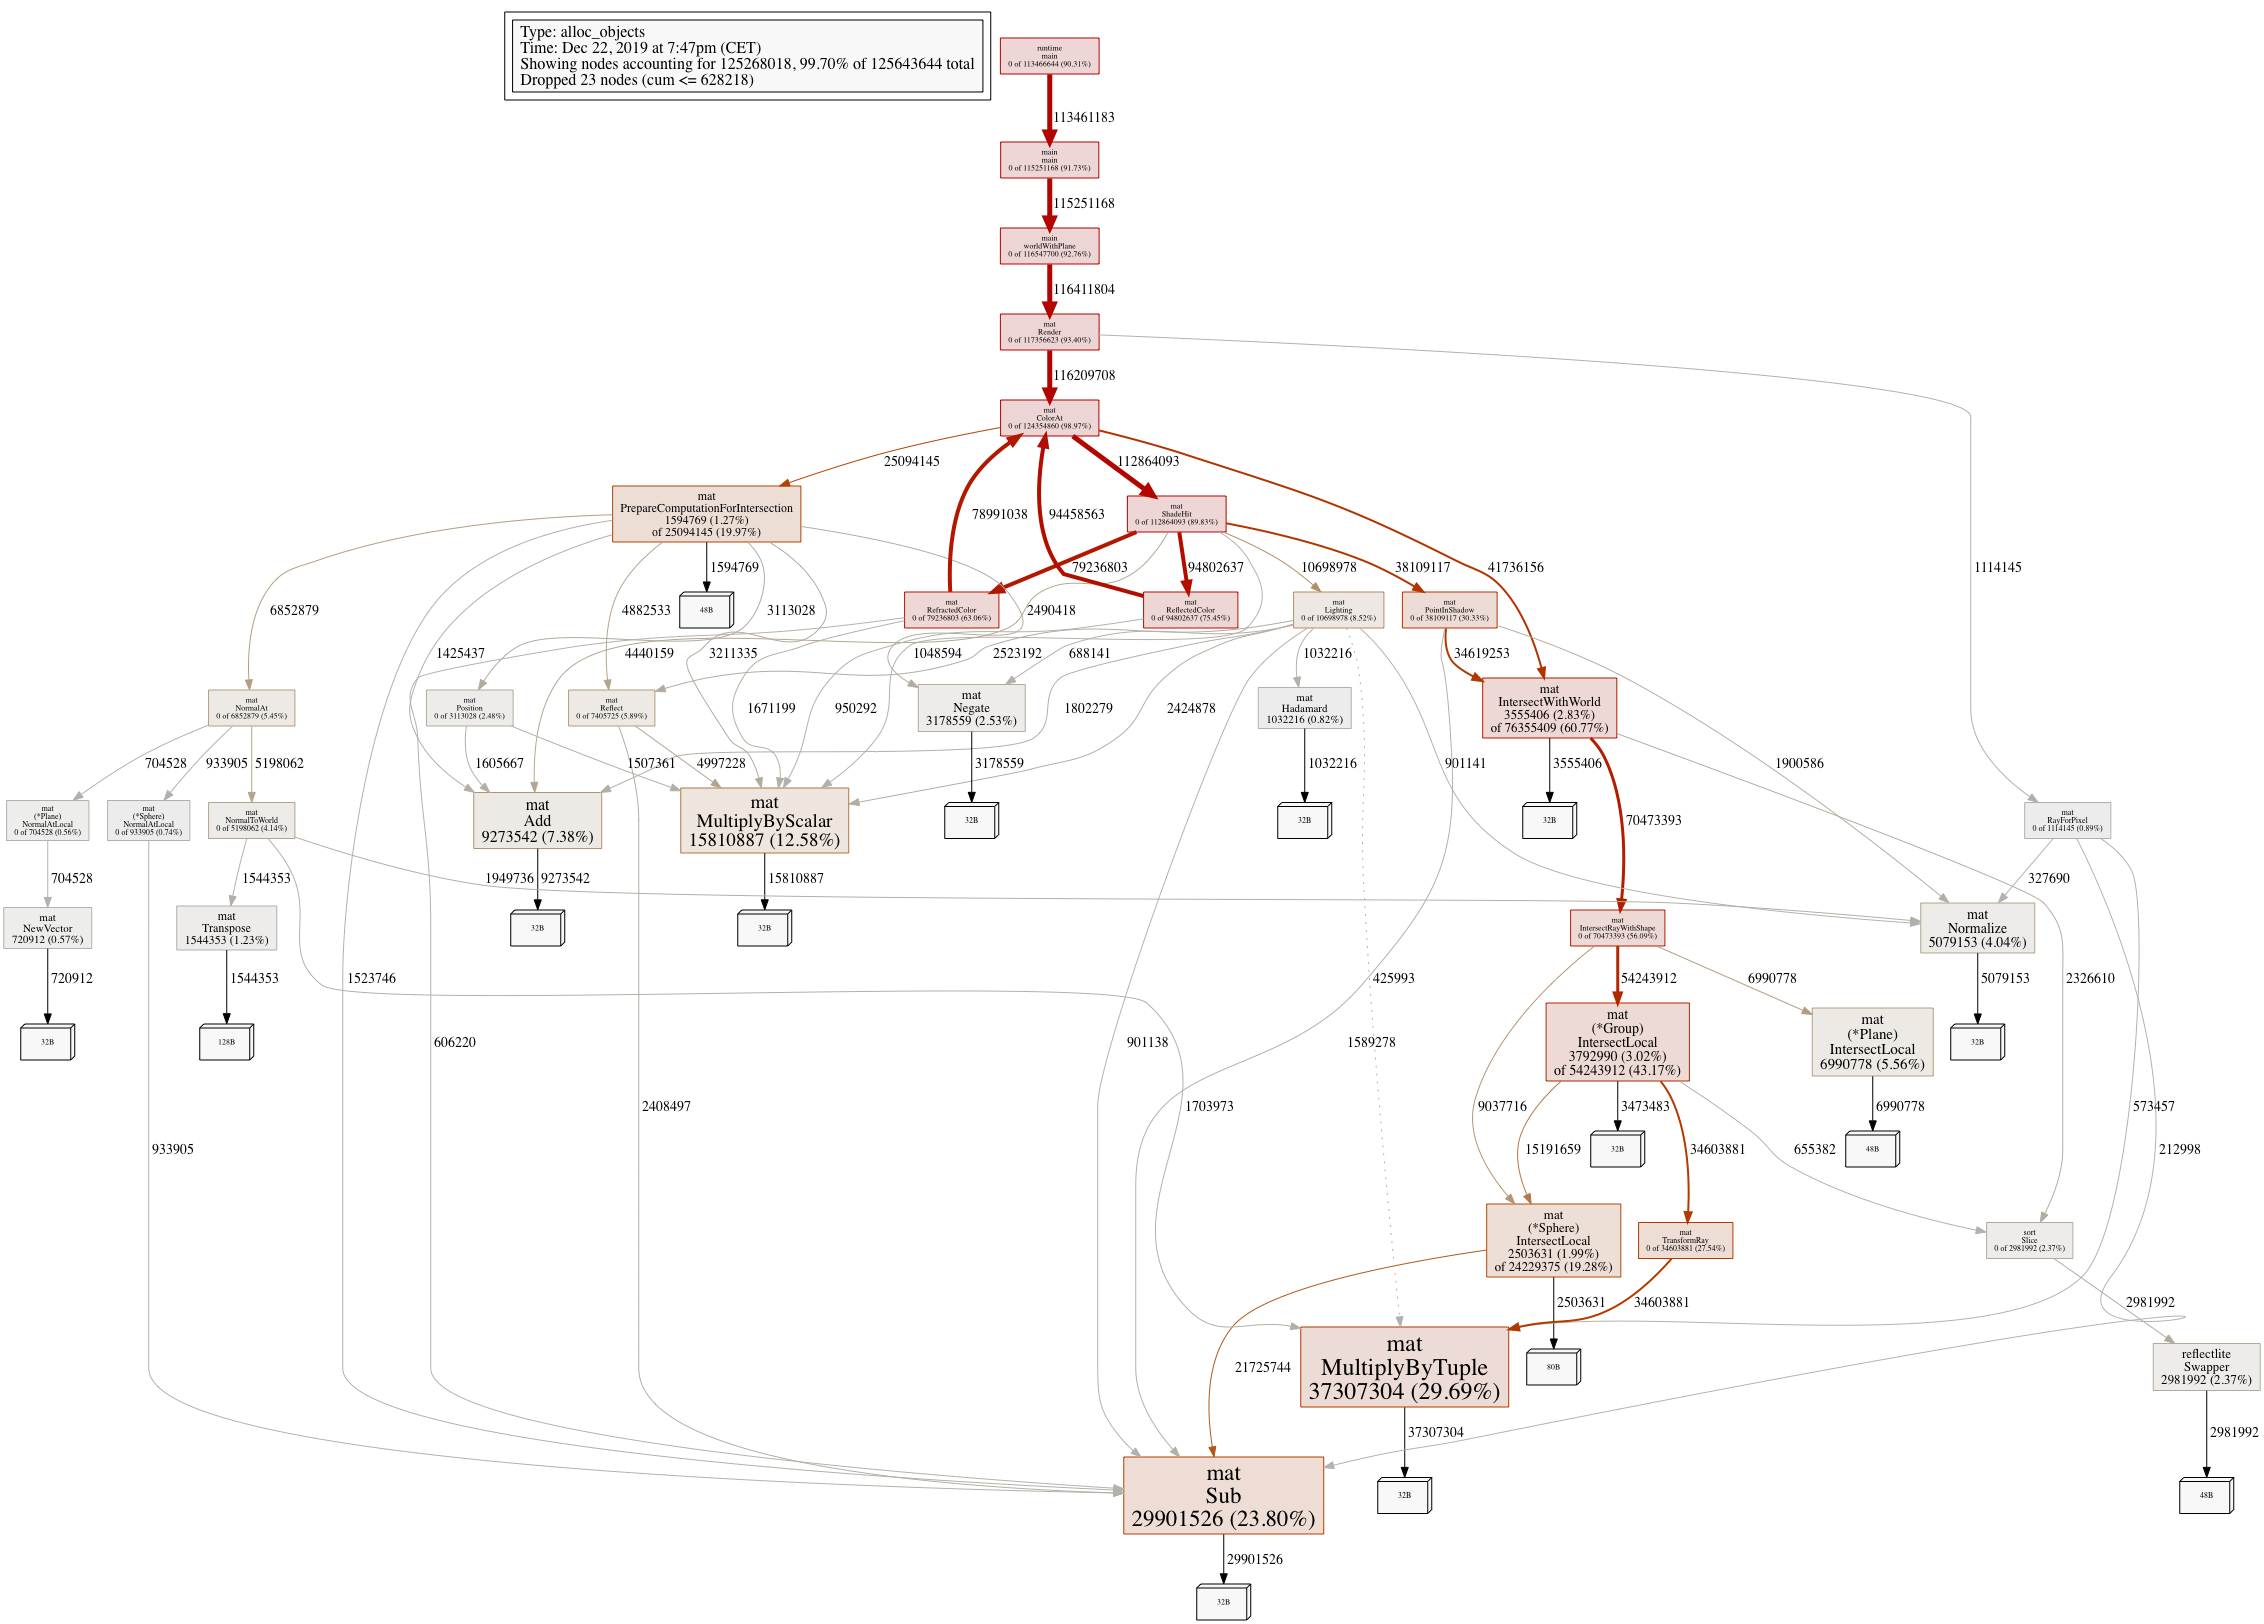 Type: alloc_objects
Time: Dec 22, 2019 at 7:47pm (CET)
Showing nodes accounting for 125268018, 99.70% of 125643644 total
Dropped 23 nodes (cum <= 628218)
runtime
main
0 of 113466644 (90.31%)
113461183
main
main
0 of 115251168 (91.73%)
115251168
main
worldWithPlane
0 of 116547700 (92.76%)
116411804
mat
Render
0 of 117356623 (93.40%)
116209708
mat
ColorAt
0 of 124354860 (98.97%)
25094145
112864093
mat
PrepareComputationForIntersection
1594769 (1.27%)
of 25094145 (19.97%)
78991038
94458563
mat
ShadeHit
0 of 112864093 (89.83%)
6852879
4882533
1594769
48B
3113028
2490418
79236803
94802637
10698978
38109117
41736156
1114145
mat
RefractedColor
0 of 79236803 (63.06%)
mat
ReflectedColor
0 of 94802637 (75.45%)
mat
Lighting
0 of 10698978 (8.52%)
mat
PointInShadow
0 of 38109117 (30.33%)
1425437
4440159
3211335
1048594
2523192
688141
1032216
34619253
mat
NormalAt
0 of 6852879 (5.45%)
mat
Position
0 of 3113028 (2.48%)
mat
Reflect
0 of 7405725 (5.89%)
1671199
950292
mat
Negate
3178559 (2.53%)
1802279
2424878
mat
Hadamard
1032216 (0.82%)
mat
IntersectWithWorld
3555406 (2.83%)
of 76355409 (60.77%)
704528
933905
5198062
1605667
1507361
4997228
3178559
32B
1032216
32B
901141
3555406
32B
1900586
70473393
mat
(*Plane)
NormalAtLocal
0 of 704528 (0.56%)
mat
(*Sphere)
NormalAtLocal
0 of 933905 (0.74%)
mat
NormalToWorld
0 of 5198062 (4.14%)
mat
Add
9273542 (7.38%)
mat
MultiplyByScalar
15810887 (12.58%)
mat
RayForPixel
0 of 1114145 (0.89%)
704528
1544353
1949736
9273542
32B
15810887
32B
327690
mat
NewVector
720912 (0.57%)
mat
Transpose
1544353 (1.23%)
mat
IntersectRayWithShape
0 of 70473393 (56.09%)
mat
Normalize
5079153 (4.04%)
720912
32B
1544353
128B
1523746
425993
54243912
6990778
5079153
32B
2326610
606220
901138
1589278
mat
(*Group)
IntersectLocal
3792990 (3.02%)
of 54243912 (43.17%)
mat
(*Plane)
IntersectLocal
6990778 (5.56%)
933905
2408497
1703973
9037716
15191659
3473483
32B
34603881
655382
6990778
48B
573457
212998
mat
(*Sphere)
IntersectLocal
2503631 (1.99%)
of 24229375 (19.28%)
mat
TransformRay
0 of 34603881 (27.54%)
sort
Slice
0 of 2981992 (2.37%)
2503631
80B
34603881
2981992
21725744
mat
MultiplyByTuple
37307304 (29.69%)
reflectlite
Swapper
2981992 (2.37%)
37307304
32B
2981992
48B
mat
Sub
29901526 (23.80%)
29901526
32B